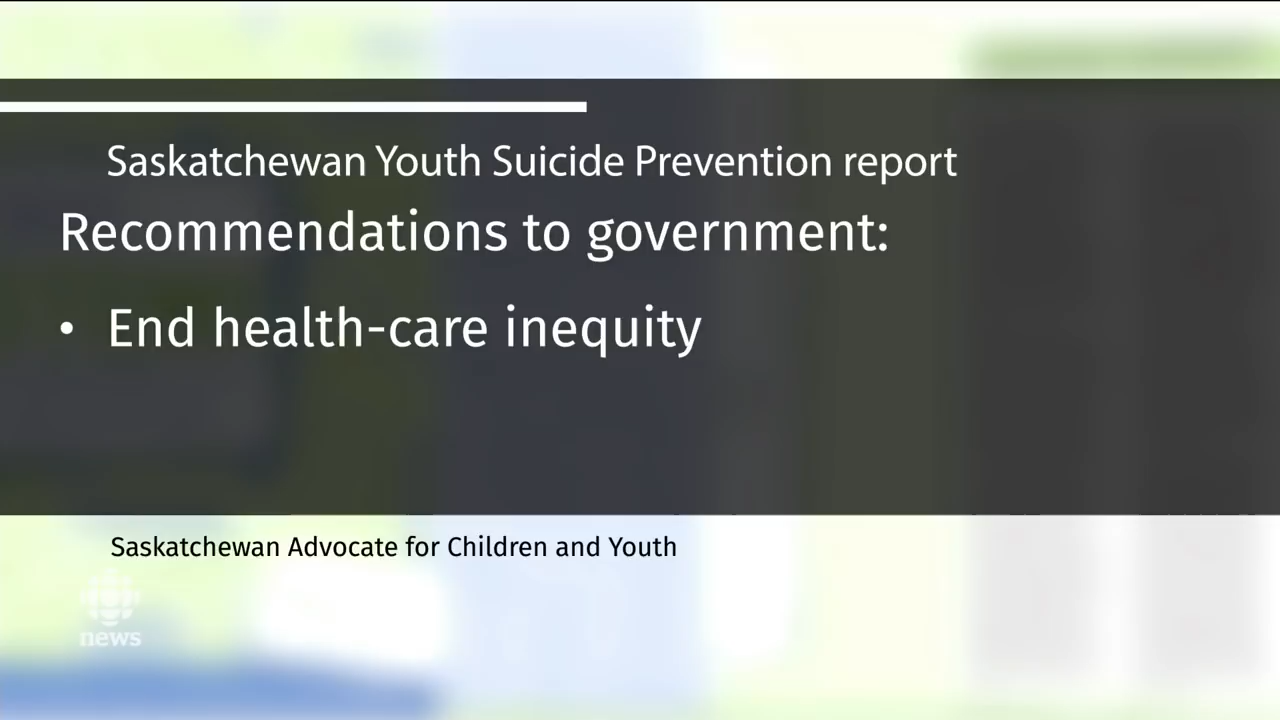 Saskatchewan Youth Suicide Prevention report
Recommendations to government:
• End health-care inequity
Saskatchewan Advocate for Children and Youth
news